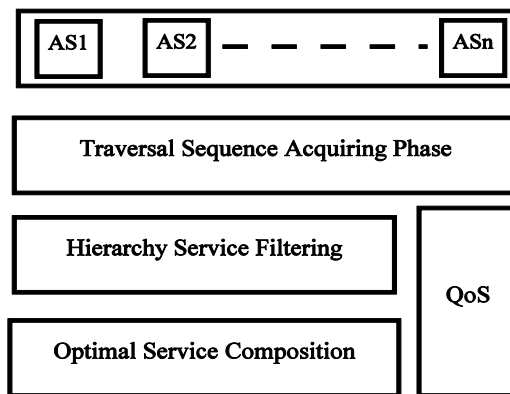 AS1 AS2 ASn
Traversal Sequence Acquiring Phase
Hierarchy Service Filtering
QoS
Optimal Service Composition